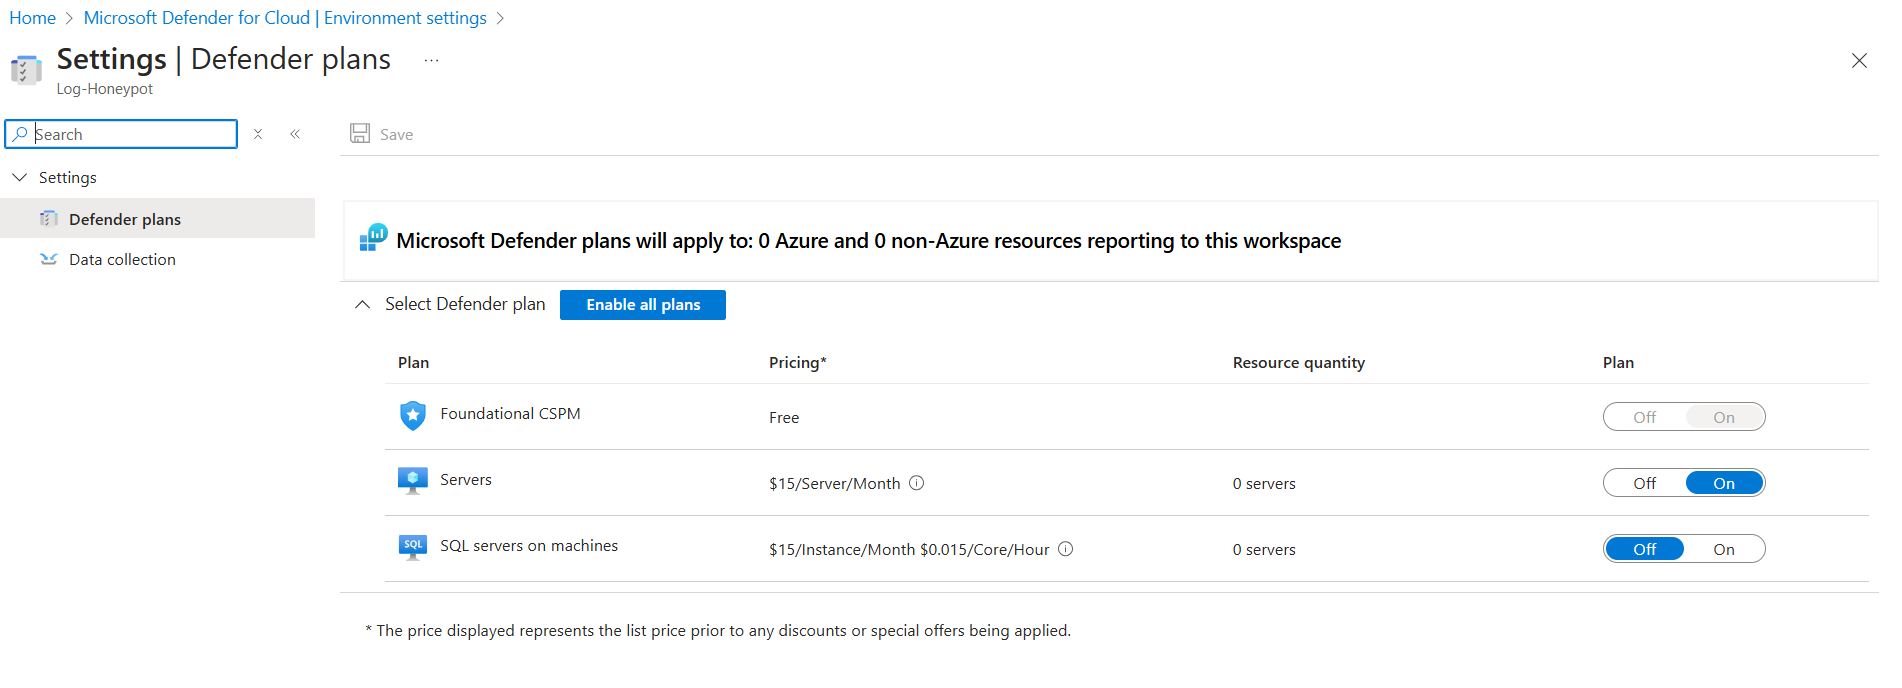 Home > Microsoft Defender for Cloud | Environment settings >
Settings | Defender plans ...
Log-Honeypot
Search
Save
Settings
Defender plans
Data collection
Microsoft Defender plans will apply to: 0 Azure and 0 non-Azure resources reporting to this workspace
Select Defender plan Enable all plans
Plan Pricing* Resource quantity Plan
Foundational CSPM Free Off On
Servers $15/Server/Month 0 servers Off On
SQL SQL servers on machines $15/Instance/Month $0.015/Core/Hour 0 servers Off On
* The price displayed represents the list price prior to any discounts or special offers being applied.